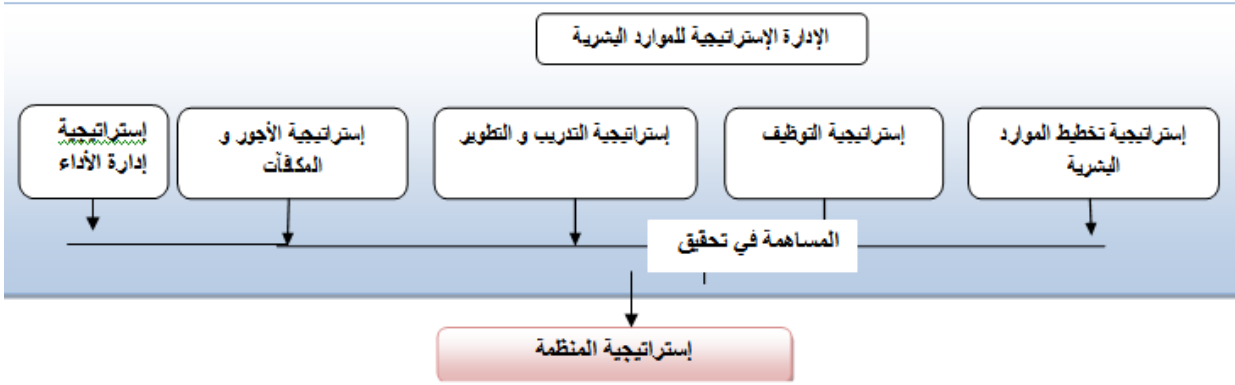 الإدارة الإستراتيجية للموارد البشرية
إستراتيجية تخطيط الموارد
البشرية
إستراتيجية التوظيف
إستراتيجية التدريب و التطوير
إستراتيجية الأجور و
المكافآت
إستراتيجية
إدارة الأداء
المساهمة في تحقيق
إستراتيجية المنظمة